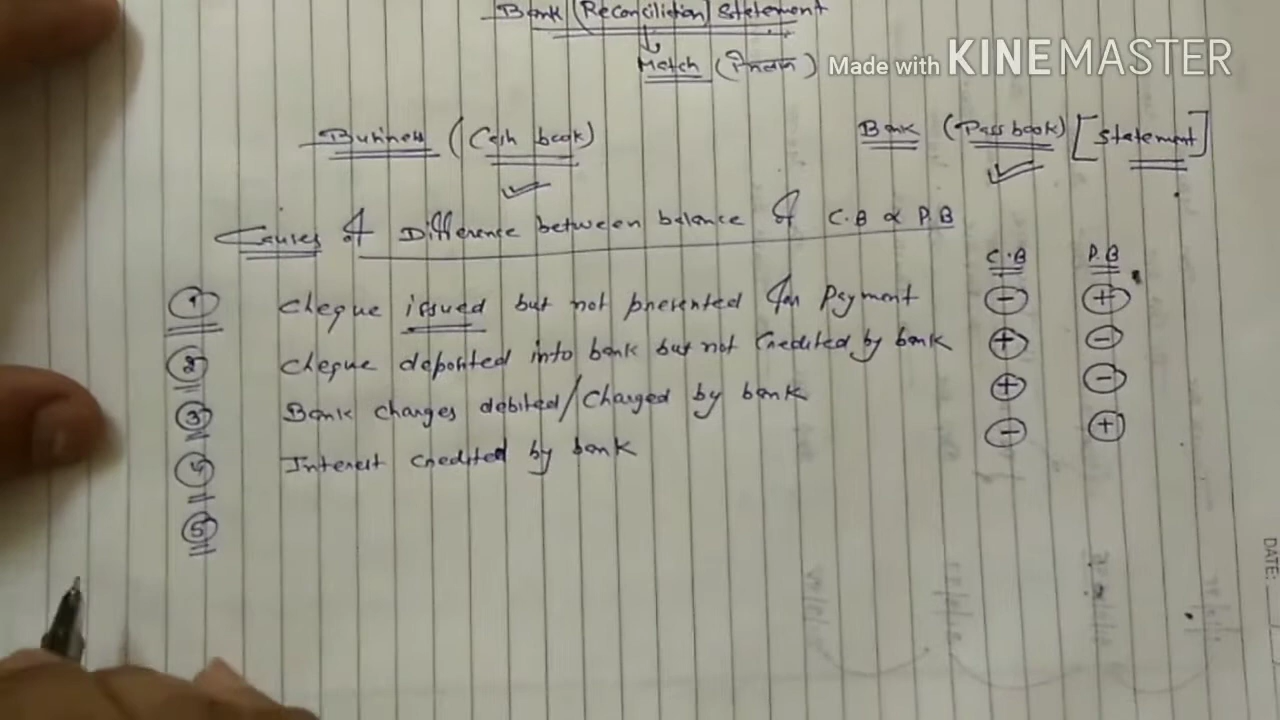 Bank (Reconciliation) Statement
Match (मिलान)
Made with KINEMASTER
Business (Cash book)
Bank (Pass book) [Statement]
Causes of Difference between balance of C.B & P.B
C.B P.B
1 Cheque issued but not presented for Payment - +
2 Cheque deposited into bank but not Credited by bank + -
3 Bank charges debited/Charged by bank + -
Interest credited by bank - +
5
DATE: